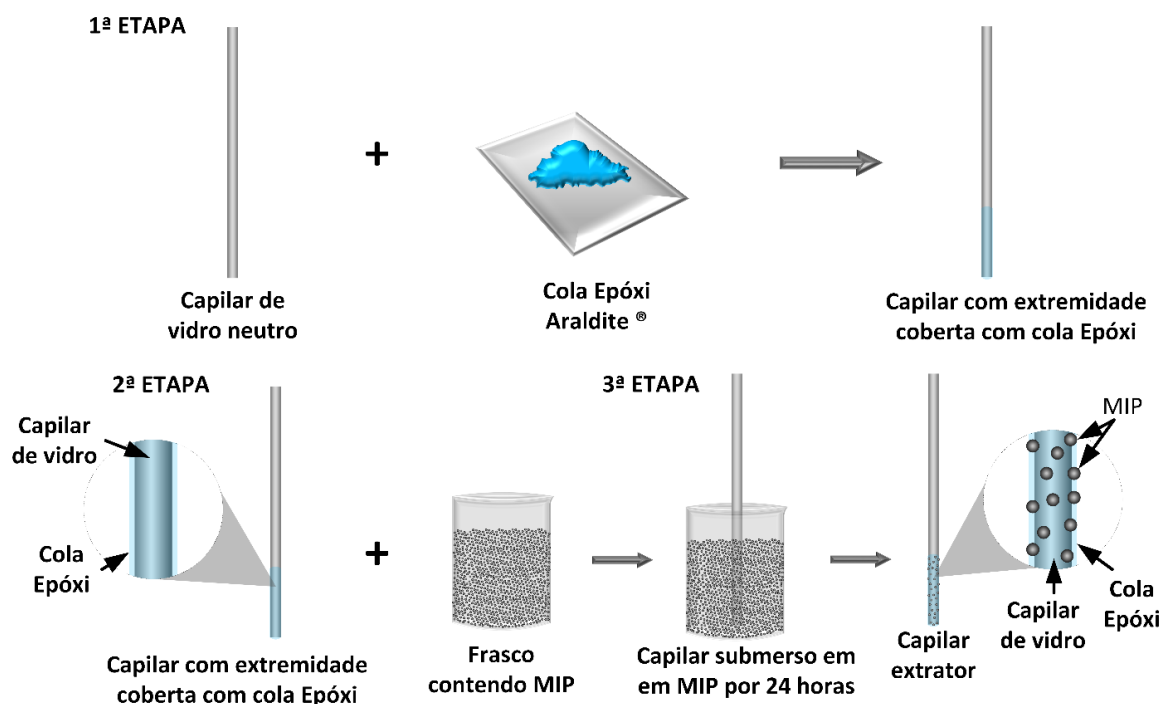 1ª ETAPA
+
Capilar de
vidro neutro
Cola Epóxi
Araldite ®
Capilar com extremidade
coberta com cola Epóxi
2ª ETAPA
Capilar
de vidro
Cola
Epóxi
Capilar com extremidade
coberta com cola Epóxi
+
Frasco
contendo MIP
3ª ETAPA
Capilar submerso em
em MIP por 24 horas
Capilar
extrator
MIP
Cola
Epóxi
Capilar
de vidro